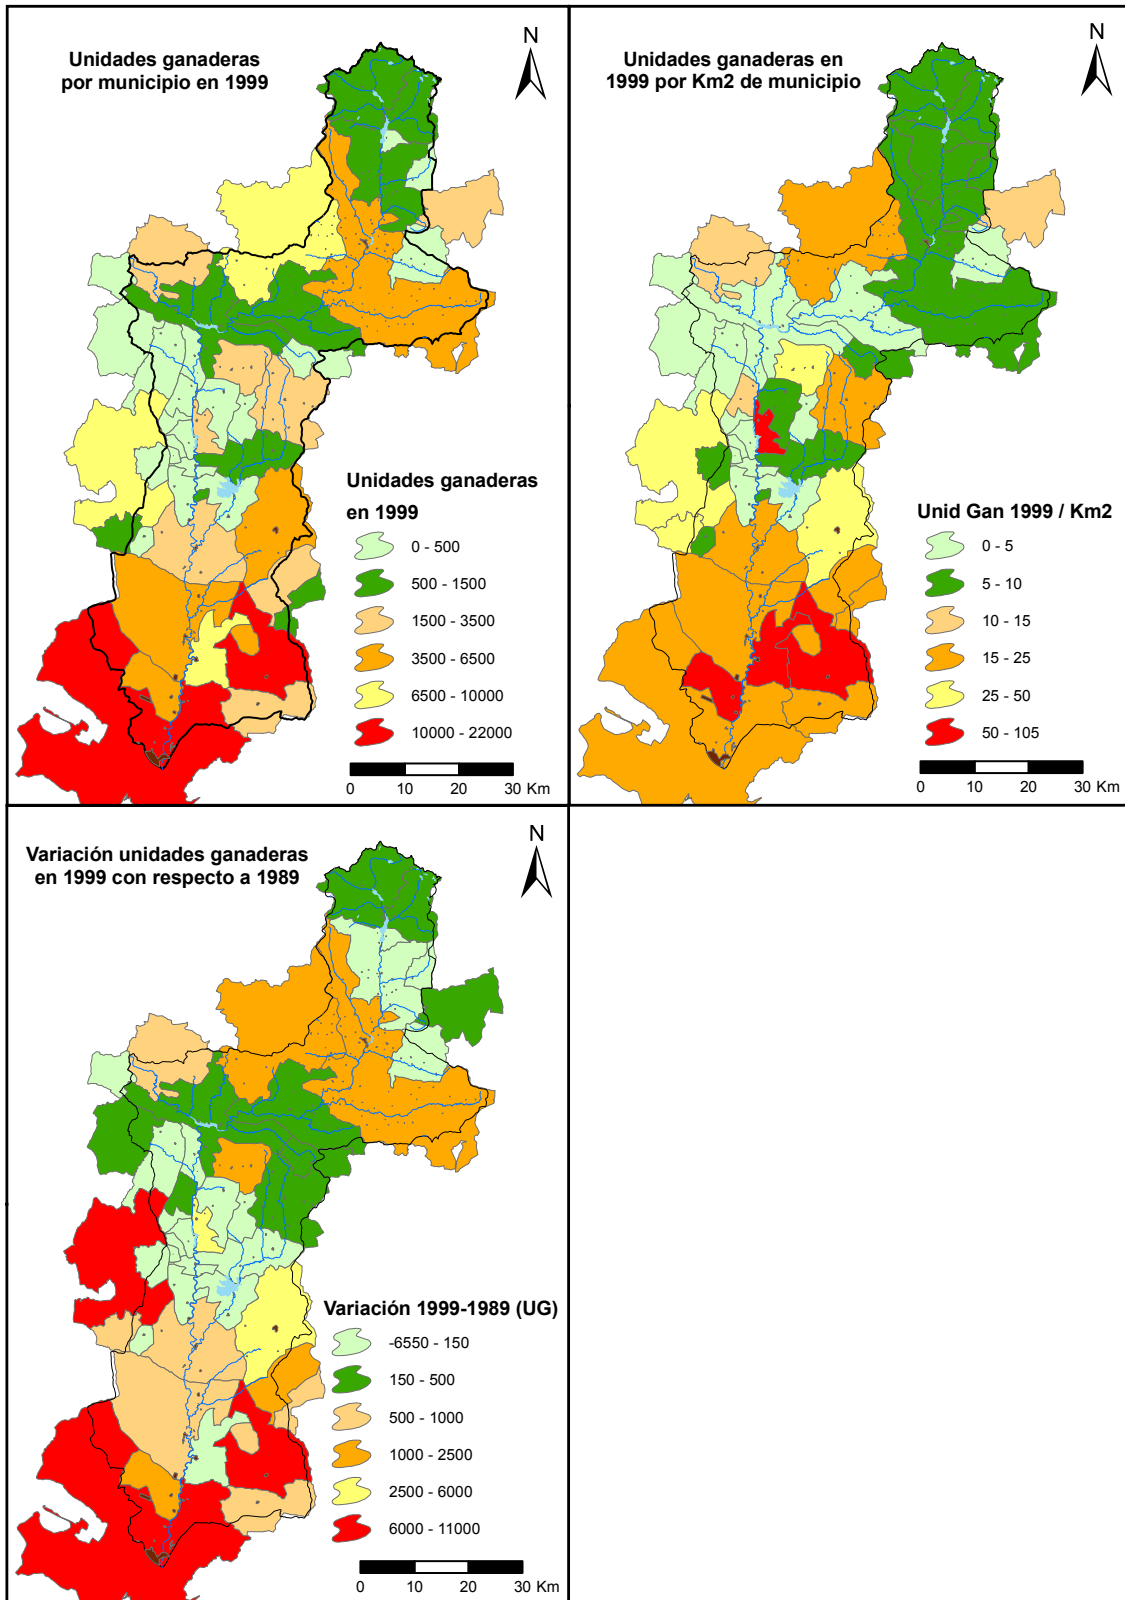 Unidades ganaderas
por municipio en 1999
N
Unidades ganaderas
en 1999
0 - 500
500 - 1500
1500 - 3500
3500 - 6500
6500 - 10000
10000 - 22000
0 10 20 30 Km
Unidades ganaderas en
1999 por Km2 de municipio
N
Unid Gan 1999 / Km2
0 - 5
5 - 10
10 - 15
15 - 25
25 - 50
50 - 105
0 10 20 30 Km
Variación unidades ganaderas
en 1999 con respecto a 1989
N
Variación 1999-1989 (UG)
-6550 - 150
150 - 500
500 - 1000
1000 - 2500
2500 - 6000
6000 - 11000
0 10 20 30 Km